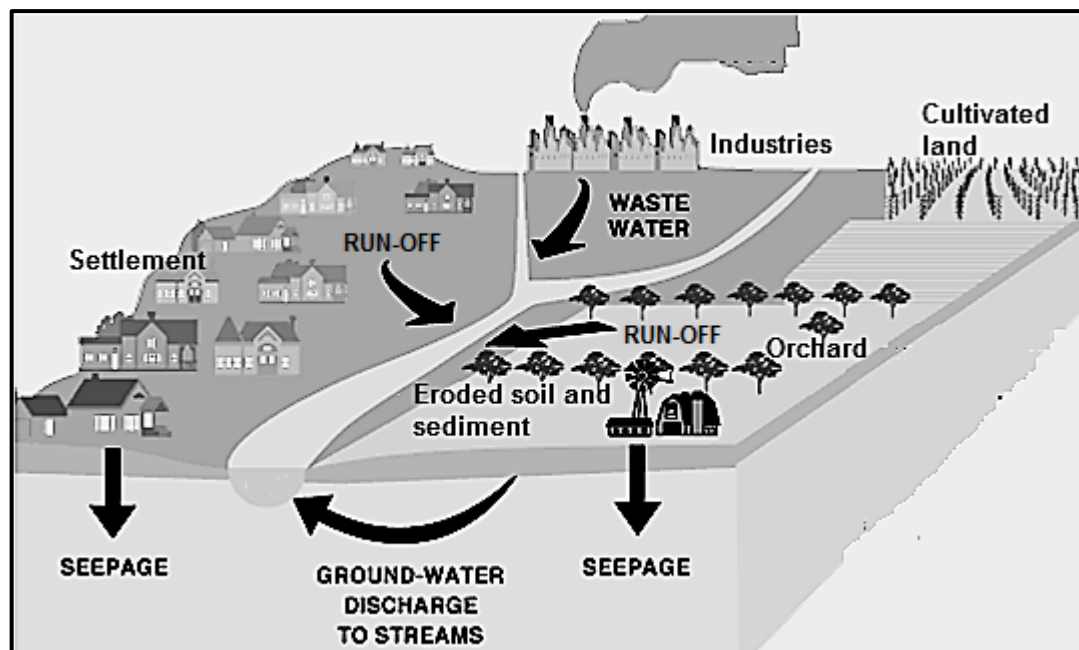 Cultivated
land
Industries
WASTE
WATER
RUN-OFF
Settlement
RUN-OFF
Orchard
Eroded soil and
sediment
SEEPAGE
GROUND-WATER
DISCHARGE
TO STREAMS
SEEPAGE